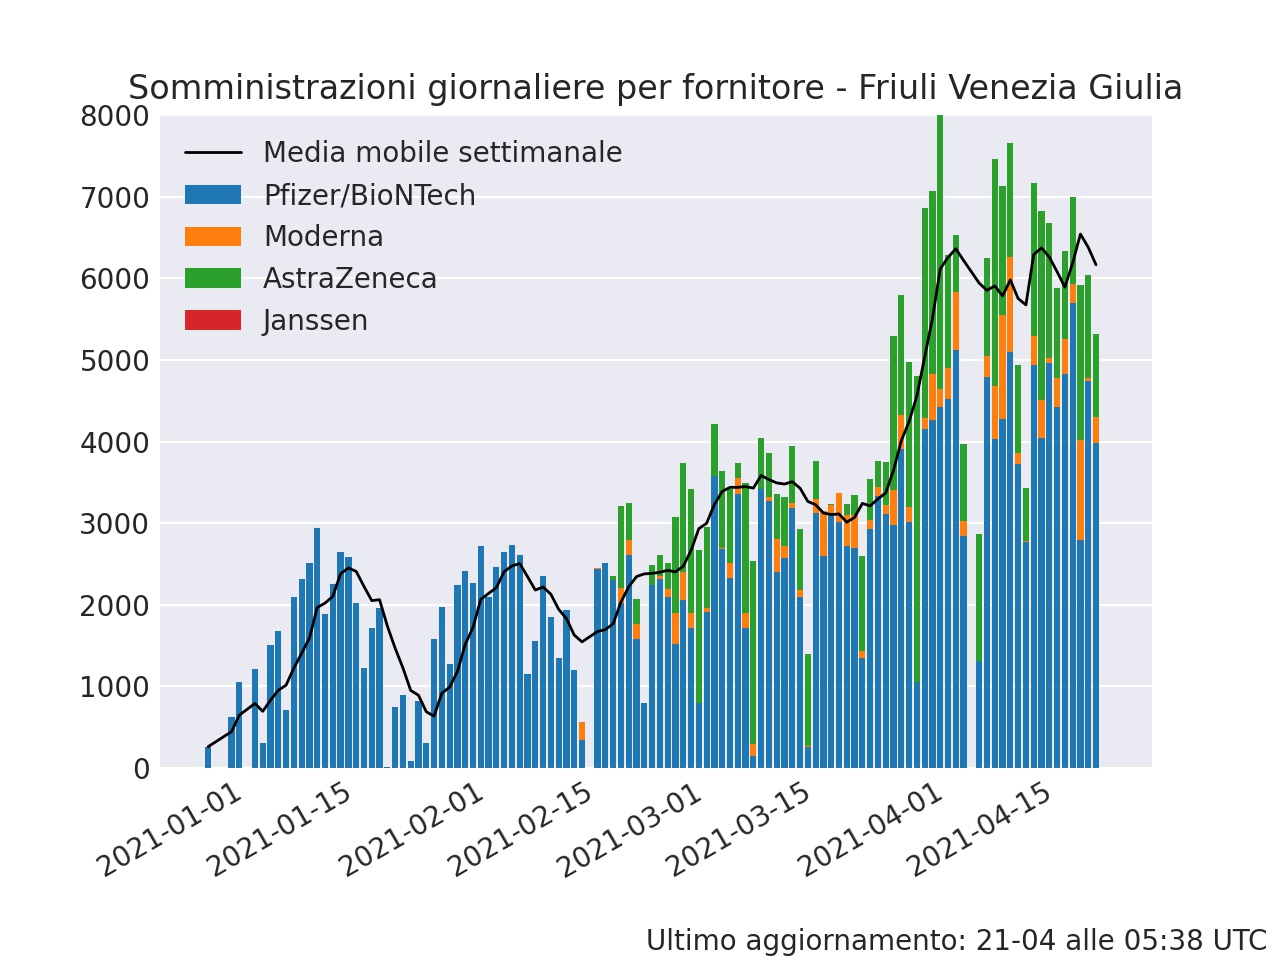 Somministrazioni giornaliere per fornitore - Friuli Venezia Giulia
8000
7000
6000
5000
4000
3000
2000
1000
0
Media mobile settimanale
Pfizer/BioNTech
Moderna
AstraZeneca
Janssen
2021-01-01
2021-01-15
2021-02-01
2021-02-15
2021-03-01
2021-03-15
2021-04-01
2021-04-15
Ultimo aggiornamento: 21-04 alle 05:38 UTC